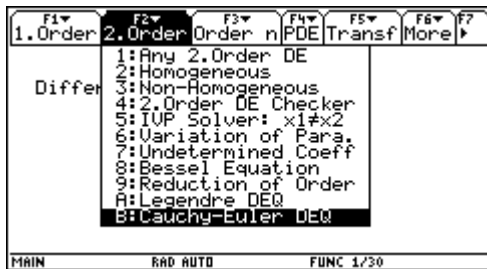 F1▾ F2▾ F3▾ F4▾ F5▾ F6▾ F7
1.Order 2.Order Order n PDE Transf More ▸
1:Any 2.Order DE
2:Homogeneous
Differ 3:Non-Homogeneous
4:2.Order DE Checker
5:IVP Solver: x1≠x2
6:Variation of Para.
7:Undetermined Coeff
8:Bessel Equation
9:Reduction of Order
A:Legendre DEQ
B:Cauchy-Euler DEQ
MAIN RAD AUTO FUNC 1/30